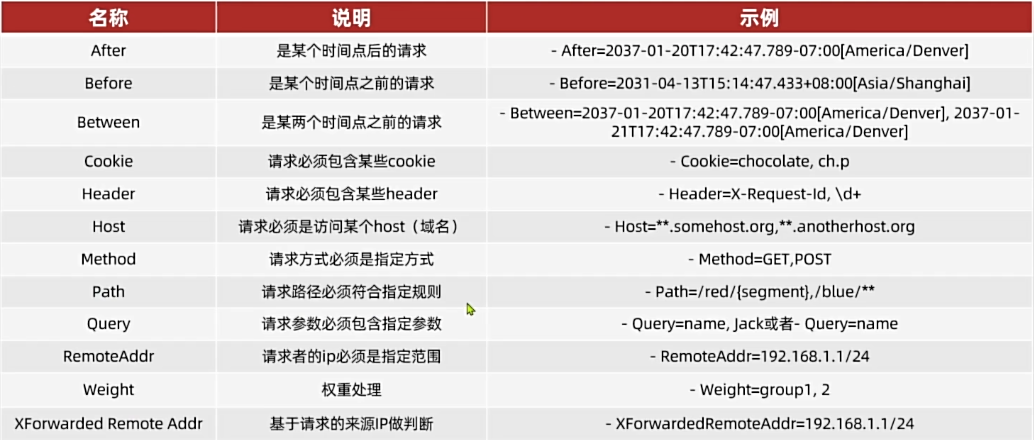 名称 说明 示例
After 是某个时间点后的请求 - After=2037-01-20T17:42:47.789-07:00[America/Denver]
Before 是某个时间点之前的请求 - Before=2031-04-13T15:14:47.433+08:00[Asia/Shanghai]
Between 是某两个时间点之前的请求 - Between=2037-01-20T17:42:47.789-07:00[America/Denver], 2037-01-
21T17:42:47.789-07:00[America/Denver]
Cookie 请求必须包含某些cookie - Cookie=chocolate, ch.p
Header 请求必须包含某些header - Header=X-Request-Id, \d+
Host 请求必须是访问某个host（域名） - Host=**.somehost.org,**.anotherhost.org
Method 请求方式必须是指定方式 - Method=GET,POST
Path 请求路径必须符合指定规则 - Path=/red/{segment},/blue/**
Query 请求参数必须包含指定参数 - Query=name, Jack或者- Query=name
RemoteAddr 请求者的ip必须是指定范围 - RemoteAddr=192.168.1.1/24
Weight 权重处理 - Weight=group1, 2
XForwarded Remote Addr 基于请求的来源IP做判断 - XForwardedRemoteAddr=192.168.1.1/24